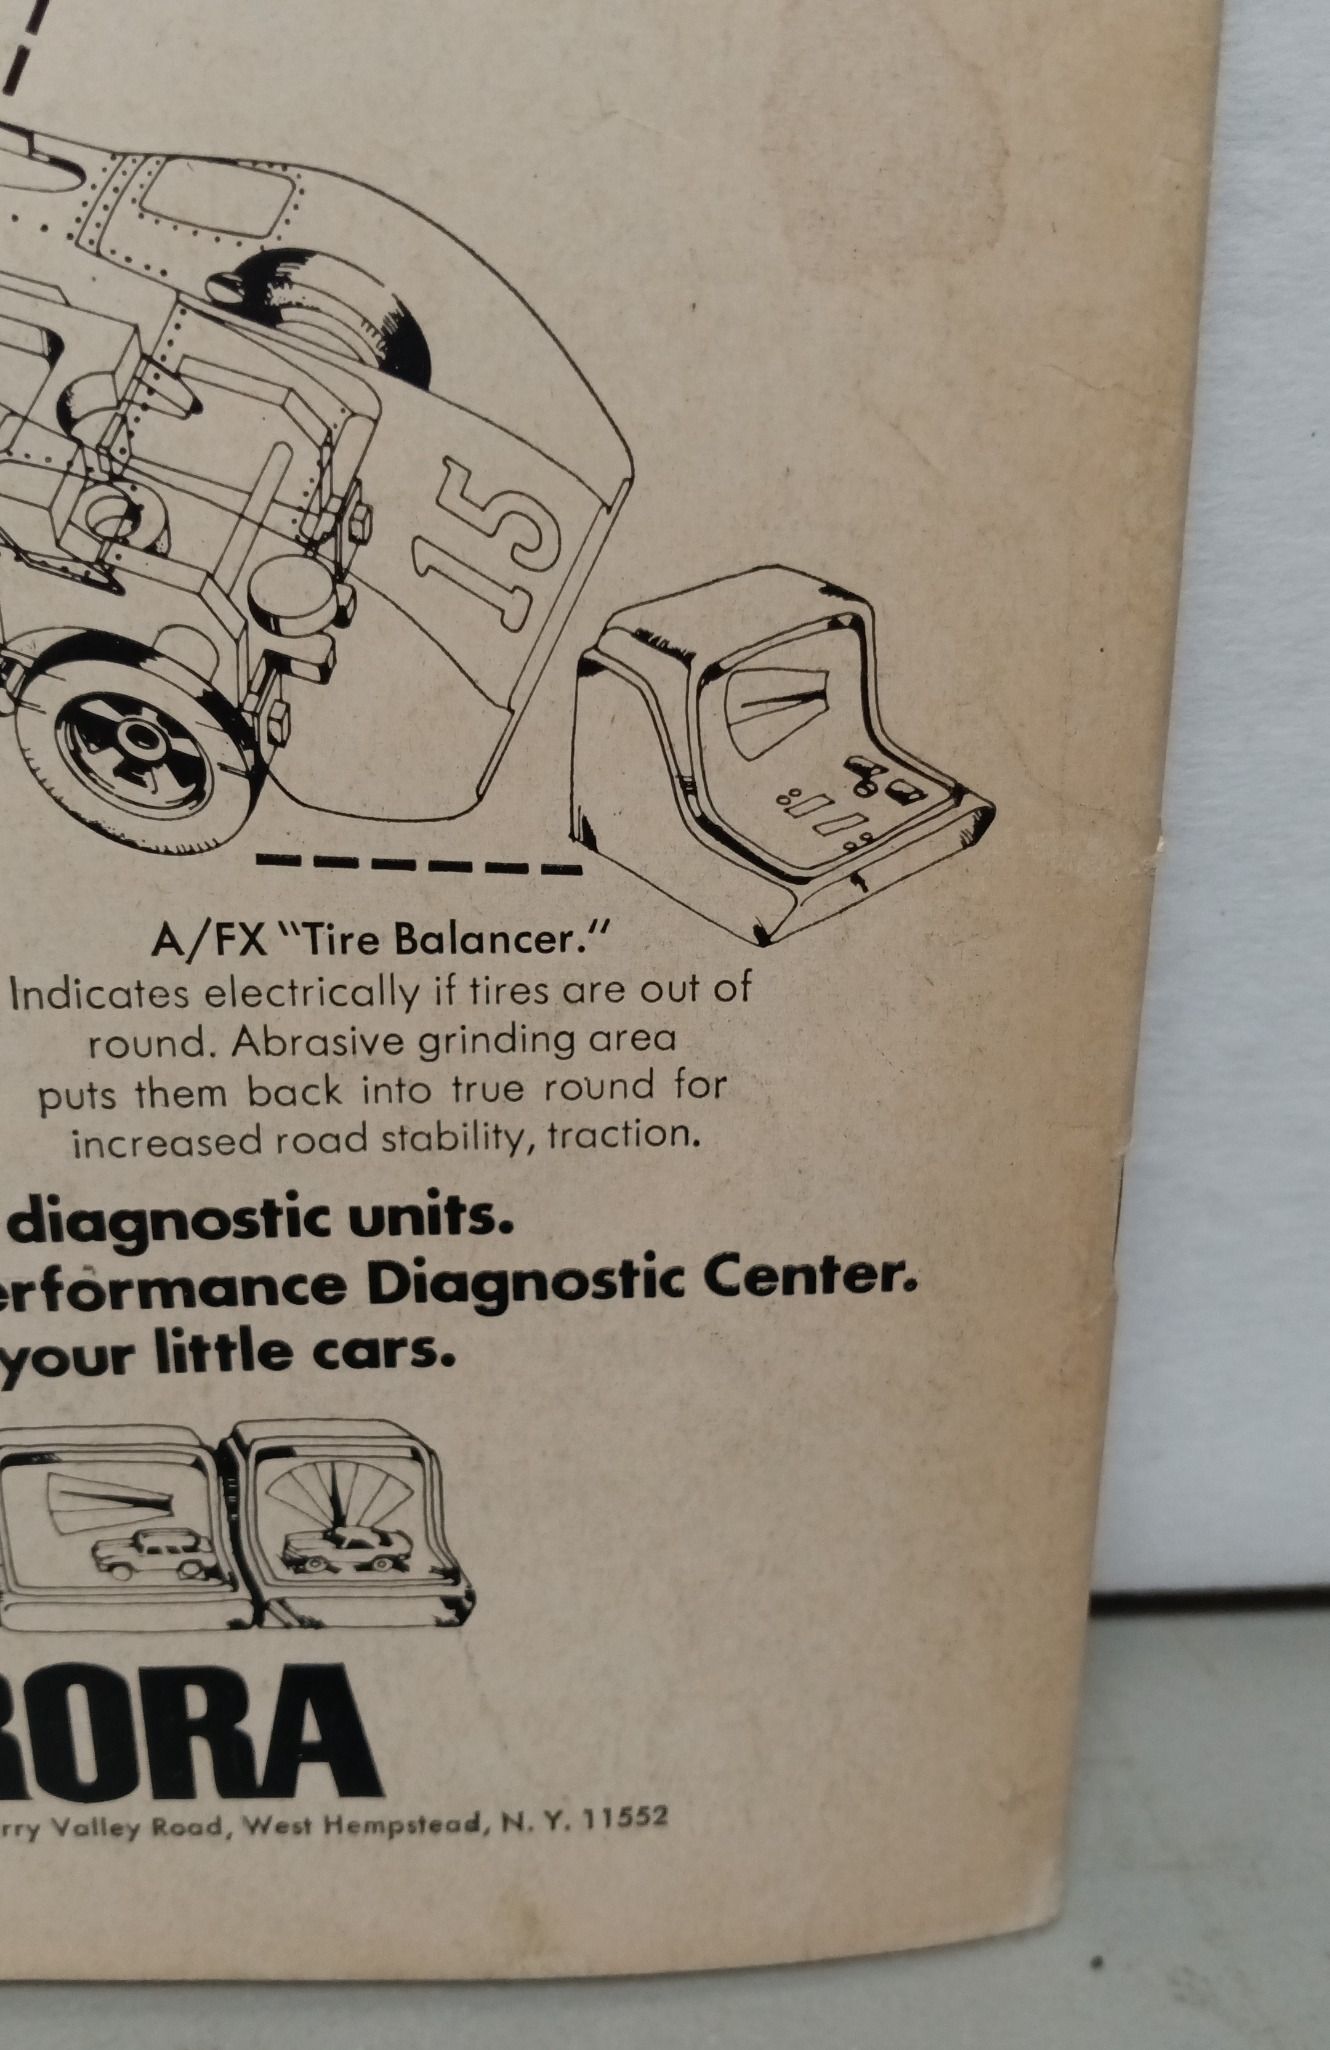 15
A/FX "Tire Balancer."
Indicates electrically if tires are out of
round. Abrasive grinding area
puts them back into true round for
increased road stability, traction.
diagnostic units.
erformance Diagnostic Center.
your little cars.
RORA
rry Valley Road, West Hempstead, N. Y. 11552